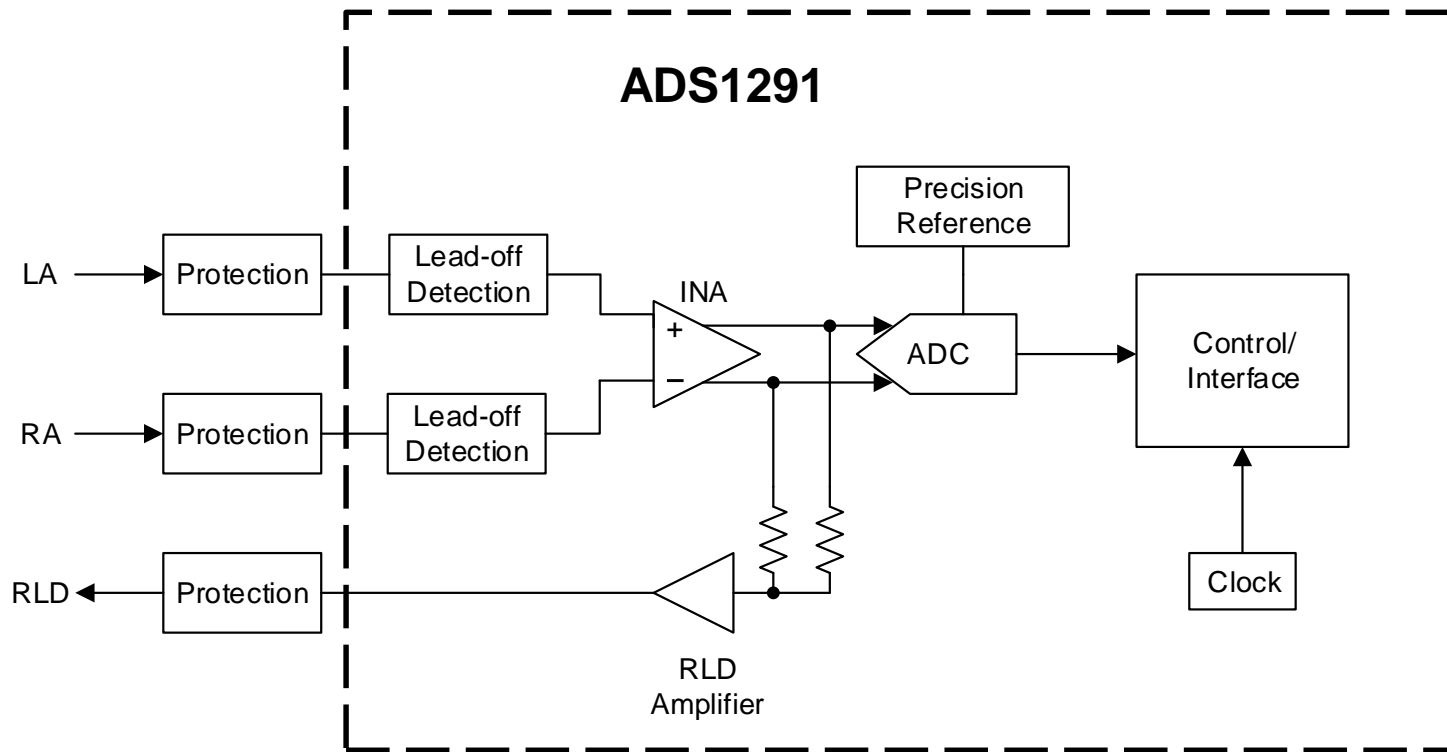 ADS1291
Precision
Reference
LA
Protection
Lead-off
Detection
INA
+
−
ADC
Control/
Interface
RA
Protection
Lead-off
Detection
RLD
Protection
RLD
Amplifier
Clock